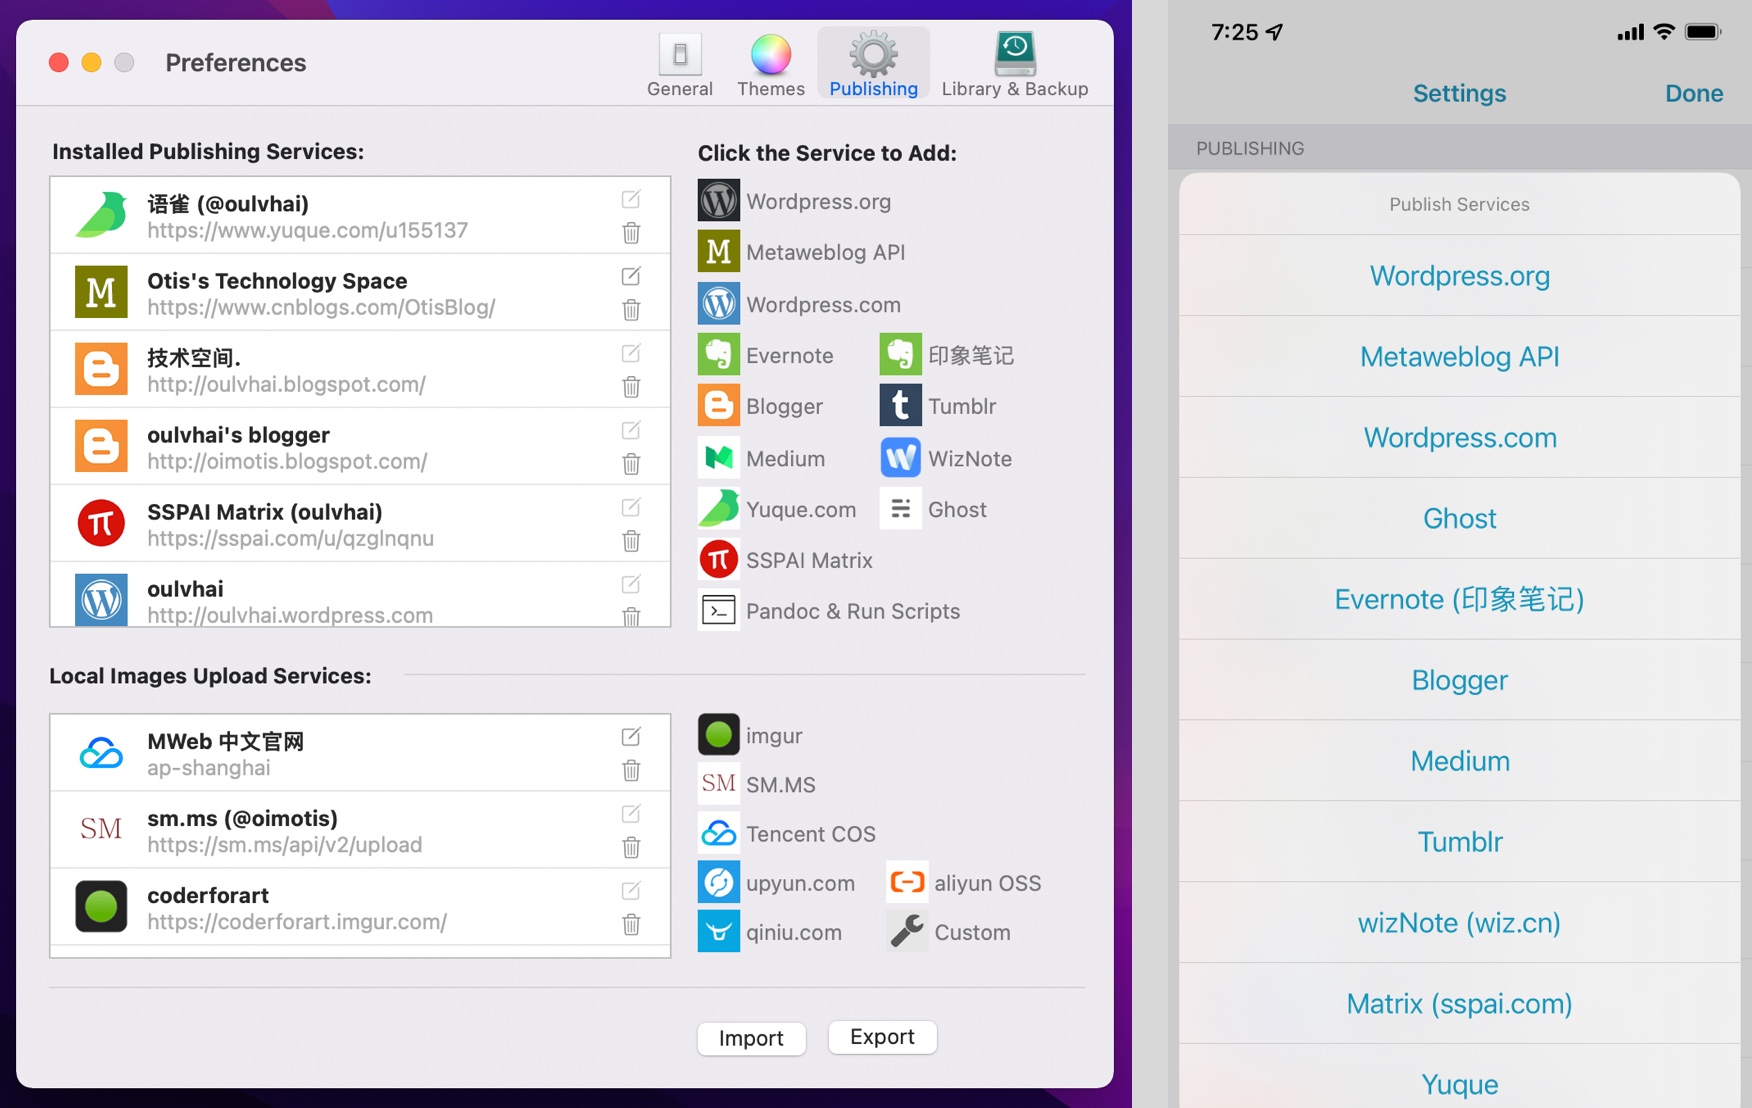 Preferences
General
Themes
Publishing
Library & Backup
Installed Publishing Services:
语雀 (@oulvhai)
https://www.yuque.com/u155137
M
Otis's Technology Space
https://www.cnblogs.com/OtisBlog/
技术空间.
http://oulvhai.blogspot.com/
oulvhai's blogger
http://oimotis.blogspot.com/
SSPAI Matrix (oulvhai)
https://sspai.com/u/qzglnqnu
oulvhai
http://oulvhai.wordpress.com
Click the Service to Add:
Wordpress.org
M Metaweblog API
Wordpress.com
Evernote
印象笔记
Blogger
t Tumblr
Medium
WizNote
Yuque.com
Ghost
SSPAI Matrix
Pandoc & Run Scripts
Local Images Upload Services:
MWeb 中文官网
ap-shanghai
SM
sm.ms (@oimotis)
https://sm.ms/api/v2/upload
coderforart
https://coderforart.imgur.com/
imgur
SM SM.MS
Tencent COS
upyun.com
aliyun OSS
qiniu.com
Custom
Import
Export
7:25
Settings
Done
PUBLISHING
Publish Services
Wordpress.org
Metaweblog API
Wordpress.com
Ghost
Evernote (印象笔记)
Blogger
Medium
Tumblr
wizNote (wiz.cn)
Matrix (sspai.com)
Yuque